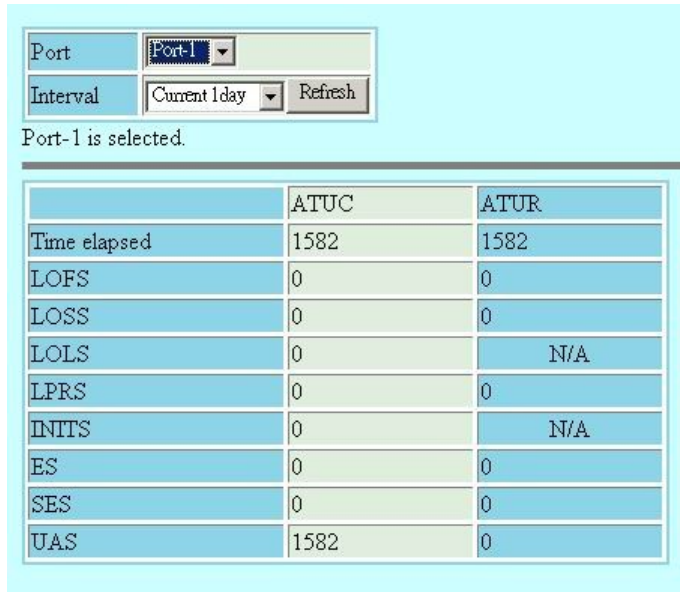 Port Port-1
Interval Current 1day Refresh
Port-1 is selected.
ATUC ATUR
Time elapsed 1582 1582
LOFS 0 0
LOSS 0 0
LOLS 0 N/A
LPRS 0 0
INITS 0 N/A
ES 0 0
SES 0 0
UAS 1582 0